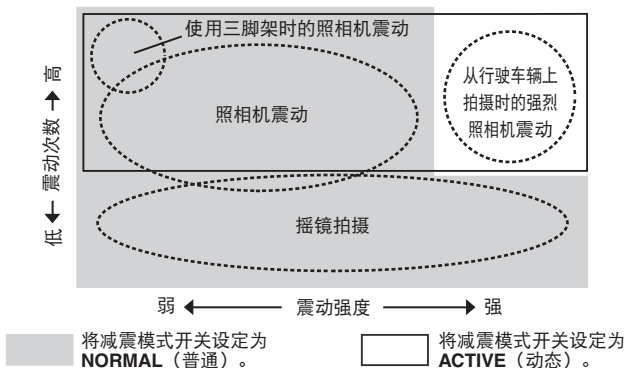 使用三脚架时的照相机震动
从行驶车辆上
拍摄时的强烈
照相机震动
照相机震动
摇镜拍摄
低 ← 震动次数 → 高
弱 ← 震动强度 → 强
将减震模式开关设定为
NORMAL（普通）。
将减震模式开关设定为
ACTIVE（动态）。